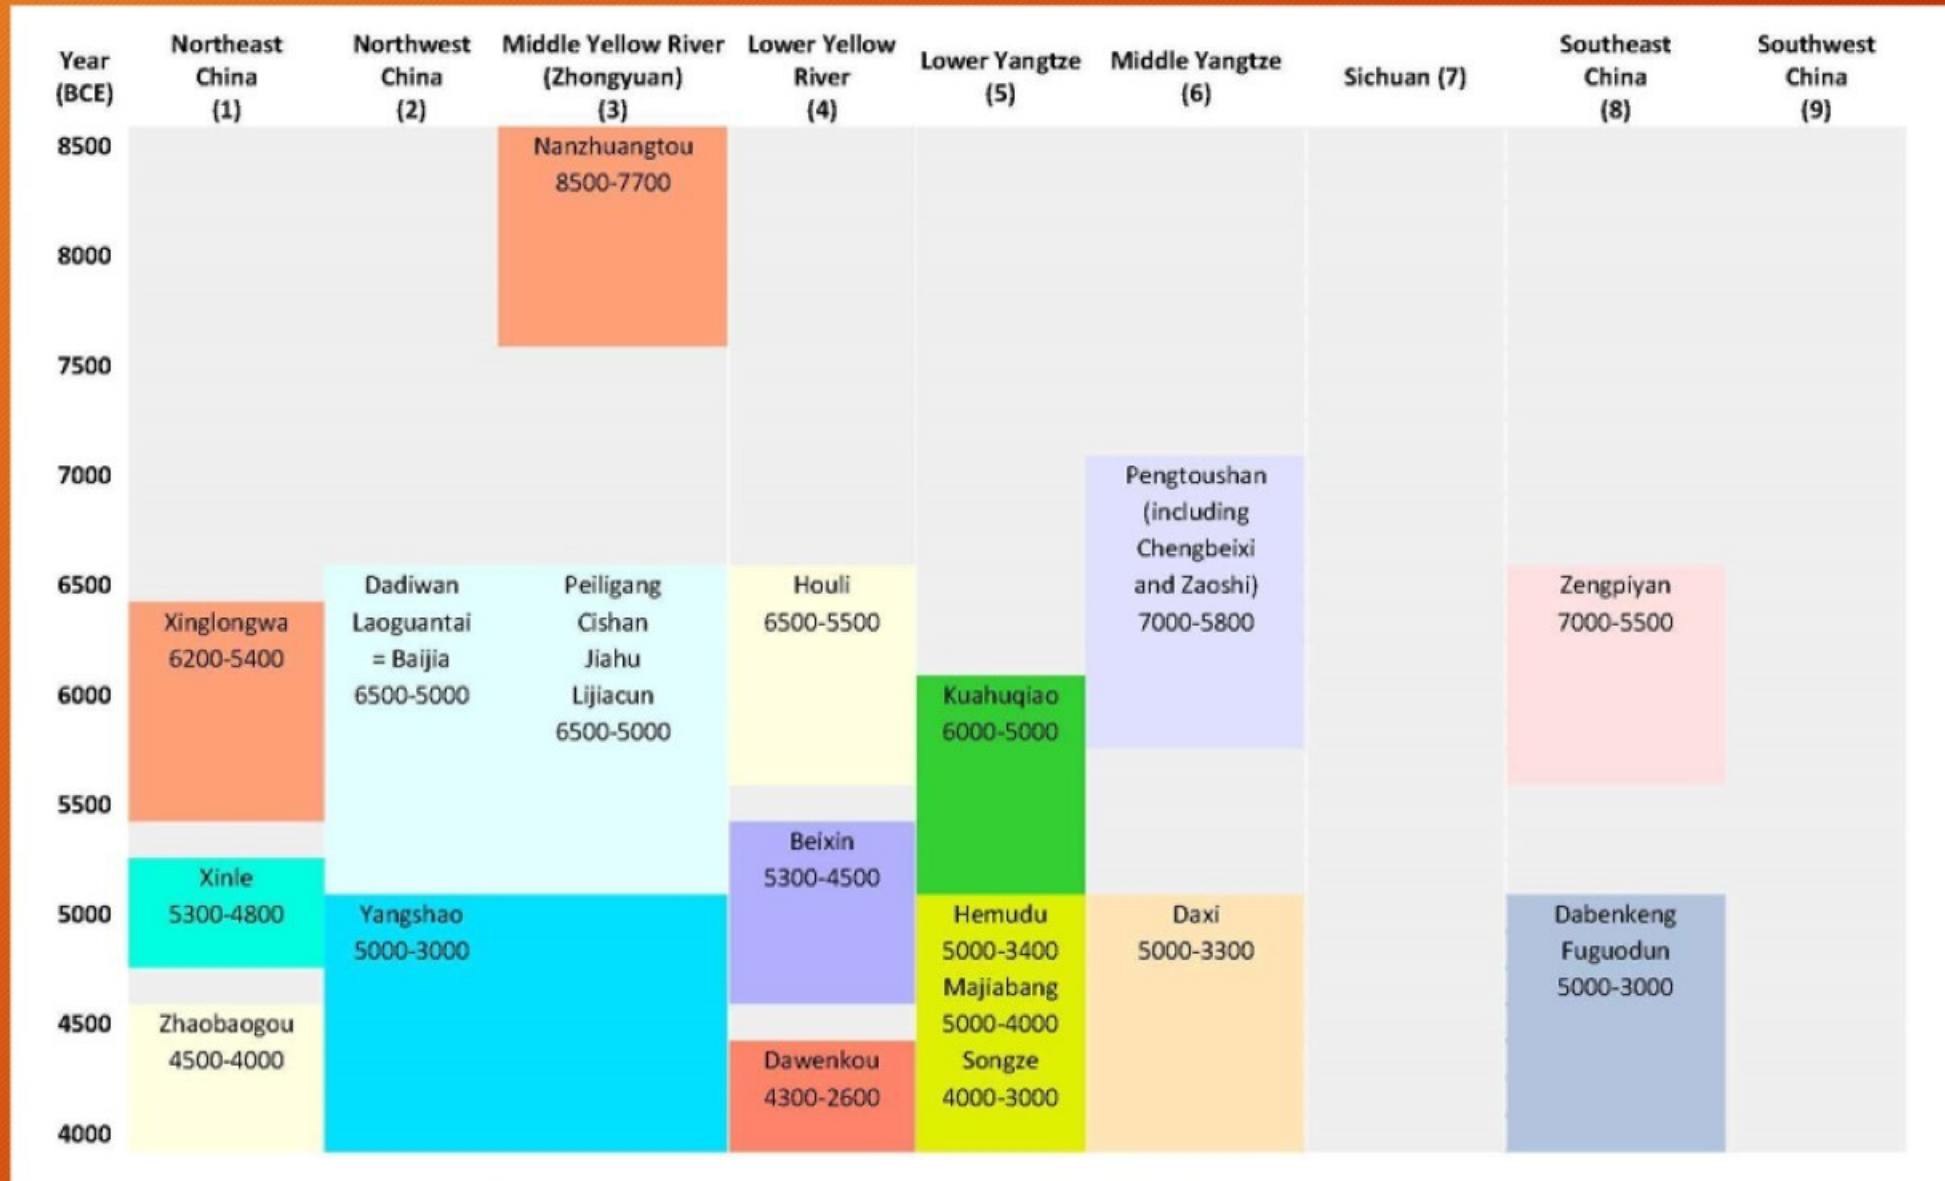 Year
(BCE)
Northeast
China
(1)
Northwest
China
(2)
Middle Yellow River
(Zhongyuan)
(3)
Lower Yellow
River
(4)
Lower Yangtze
(5)
Middle Yangtze
(6)
Sichuan (7)
Southeast
China
(8)
Southwest
China
(9)
8500
8000
7500
7000
6500
6000
5500
5000
4500
4000
Xinglongwa
6200-5400
Xinle
5300-4800
Zhaobaogou
4500-4000
Dadiwan
Laoguantai
= Baijia
6500-5000
Yangshao
5000-3000
Nanzhuangtou
8500-7700
Peiligang
Cishan
Jiahu
Lijiacun
6500-5000
Houli
6500-5500
Beixin
5300-4500
Dawenkou
4300-2600
Kuahuqiao
6000-5000
Hemudu
5000-3400
Majiabang
5000-4000
Songze
4000-3000
Pengtoushan
(including
Chengbeixi
and Zaoshi)
7000-5800
Daxi
5000-3300
Zengpiyan
7000-5500
Dabenkeng
Fuguodun
5000-3000